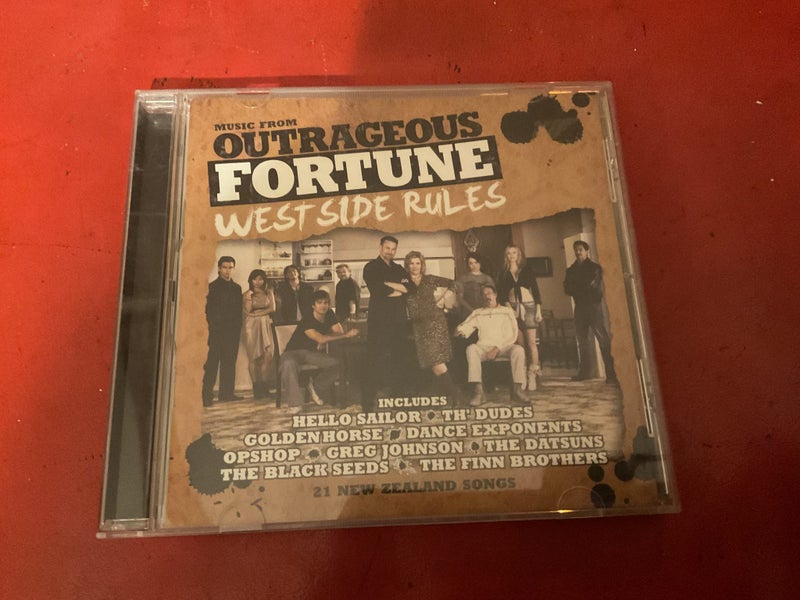 MUSIC FROM
OUTRAGEOUS
FORTUNE
WESTSIDE RULES
INCLUDES
HELLO SAILOR TH' DUDES
GOLDENHORSE DANCE EXPONENTS
OPSHOP GREG JOHNSON THE DATSUNS
THE BLACK SEEDS THE FINN BROTHERS
21 NEW ZEALAND SONGS